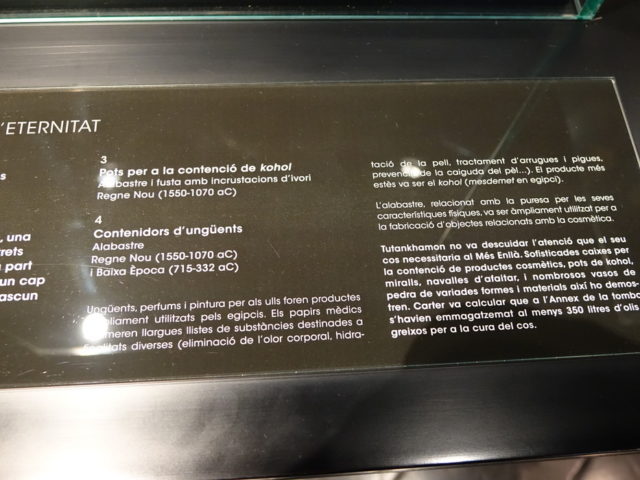 'ETERNITAT
s
, una
rets
part
un cap
ascun
3
Pots per a la contenció de kohol
Alabastre i fusta amb incrustacions d'ivori
Regne Nou (1550-1070 aC)
4
Contenidors d'ungüents
Alabastre
Regne Nou (1550-1070 aC)
i Baixa Època (715-332 aC)
Ungüents, perfums i pintura per als ulls foren productes
àmpliament utilitzats pels egipcis. Els papirs mèdics
enumeren llargues llistes de substàncies destinades a
finalitats diverses (eliminació de l'olor corporal, hidra-
tació de la pell, tractament d'arrugues i pigues,
prevenció de la caiguda del pèl...). El producte més
estès va ser el kohol (mesdemet en egipci).
L'alabastre, relacionat amb la puresa per les seves
característiques físiques, va ser àmpliament utilitzat per a
la fabricació d'objectes relacionats amb la cosmètica.
Tutankhamon no va descuidar l'atenció que el seu
cos necessitaria al Més Enllà. Sofisticades caixes per
la contenció de productes cosmètics, pots de kohol,
miralls, navalles d'afaitar, i nombrosos vasos de
pedra de variades formes i materials així ho demos-
tren. Carter va calcular que a l'Annex de la tomba
s'havien emmagatzemat al menys 350 litres d'olis
greixos per a la cura del cos.